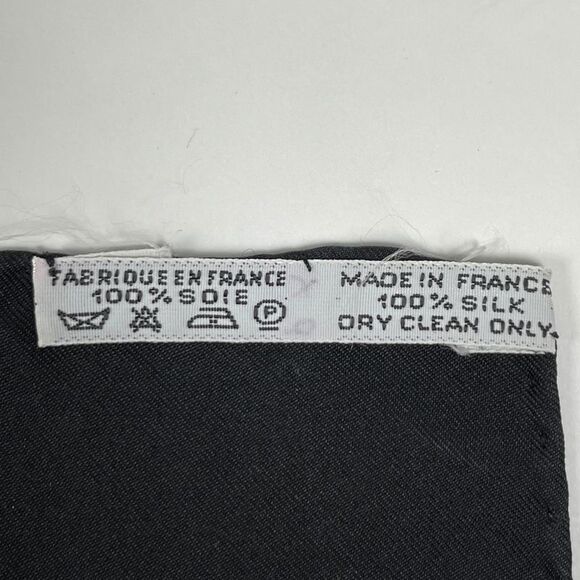 FABRIQUE EN FRANCE
100% SOIE
P
MADE IN FRANCE
100% SILK
DRY CLEAN ONLY.